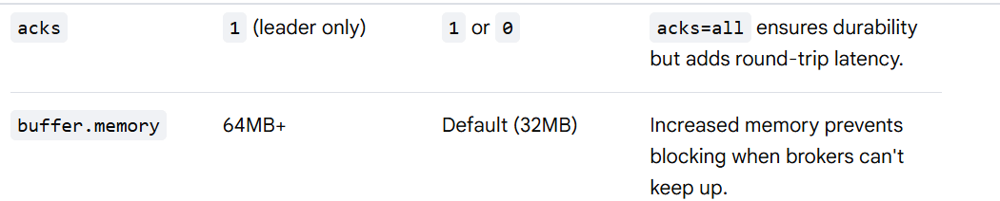 acks 1 (leader only) 1 or 0 acks=all ensures durability
but adds round-trip latency.
buffer.memory 64MB+ Default (32MB) Increased memory prevents
blocking when brokers can't
keep up.